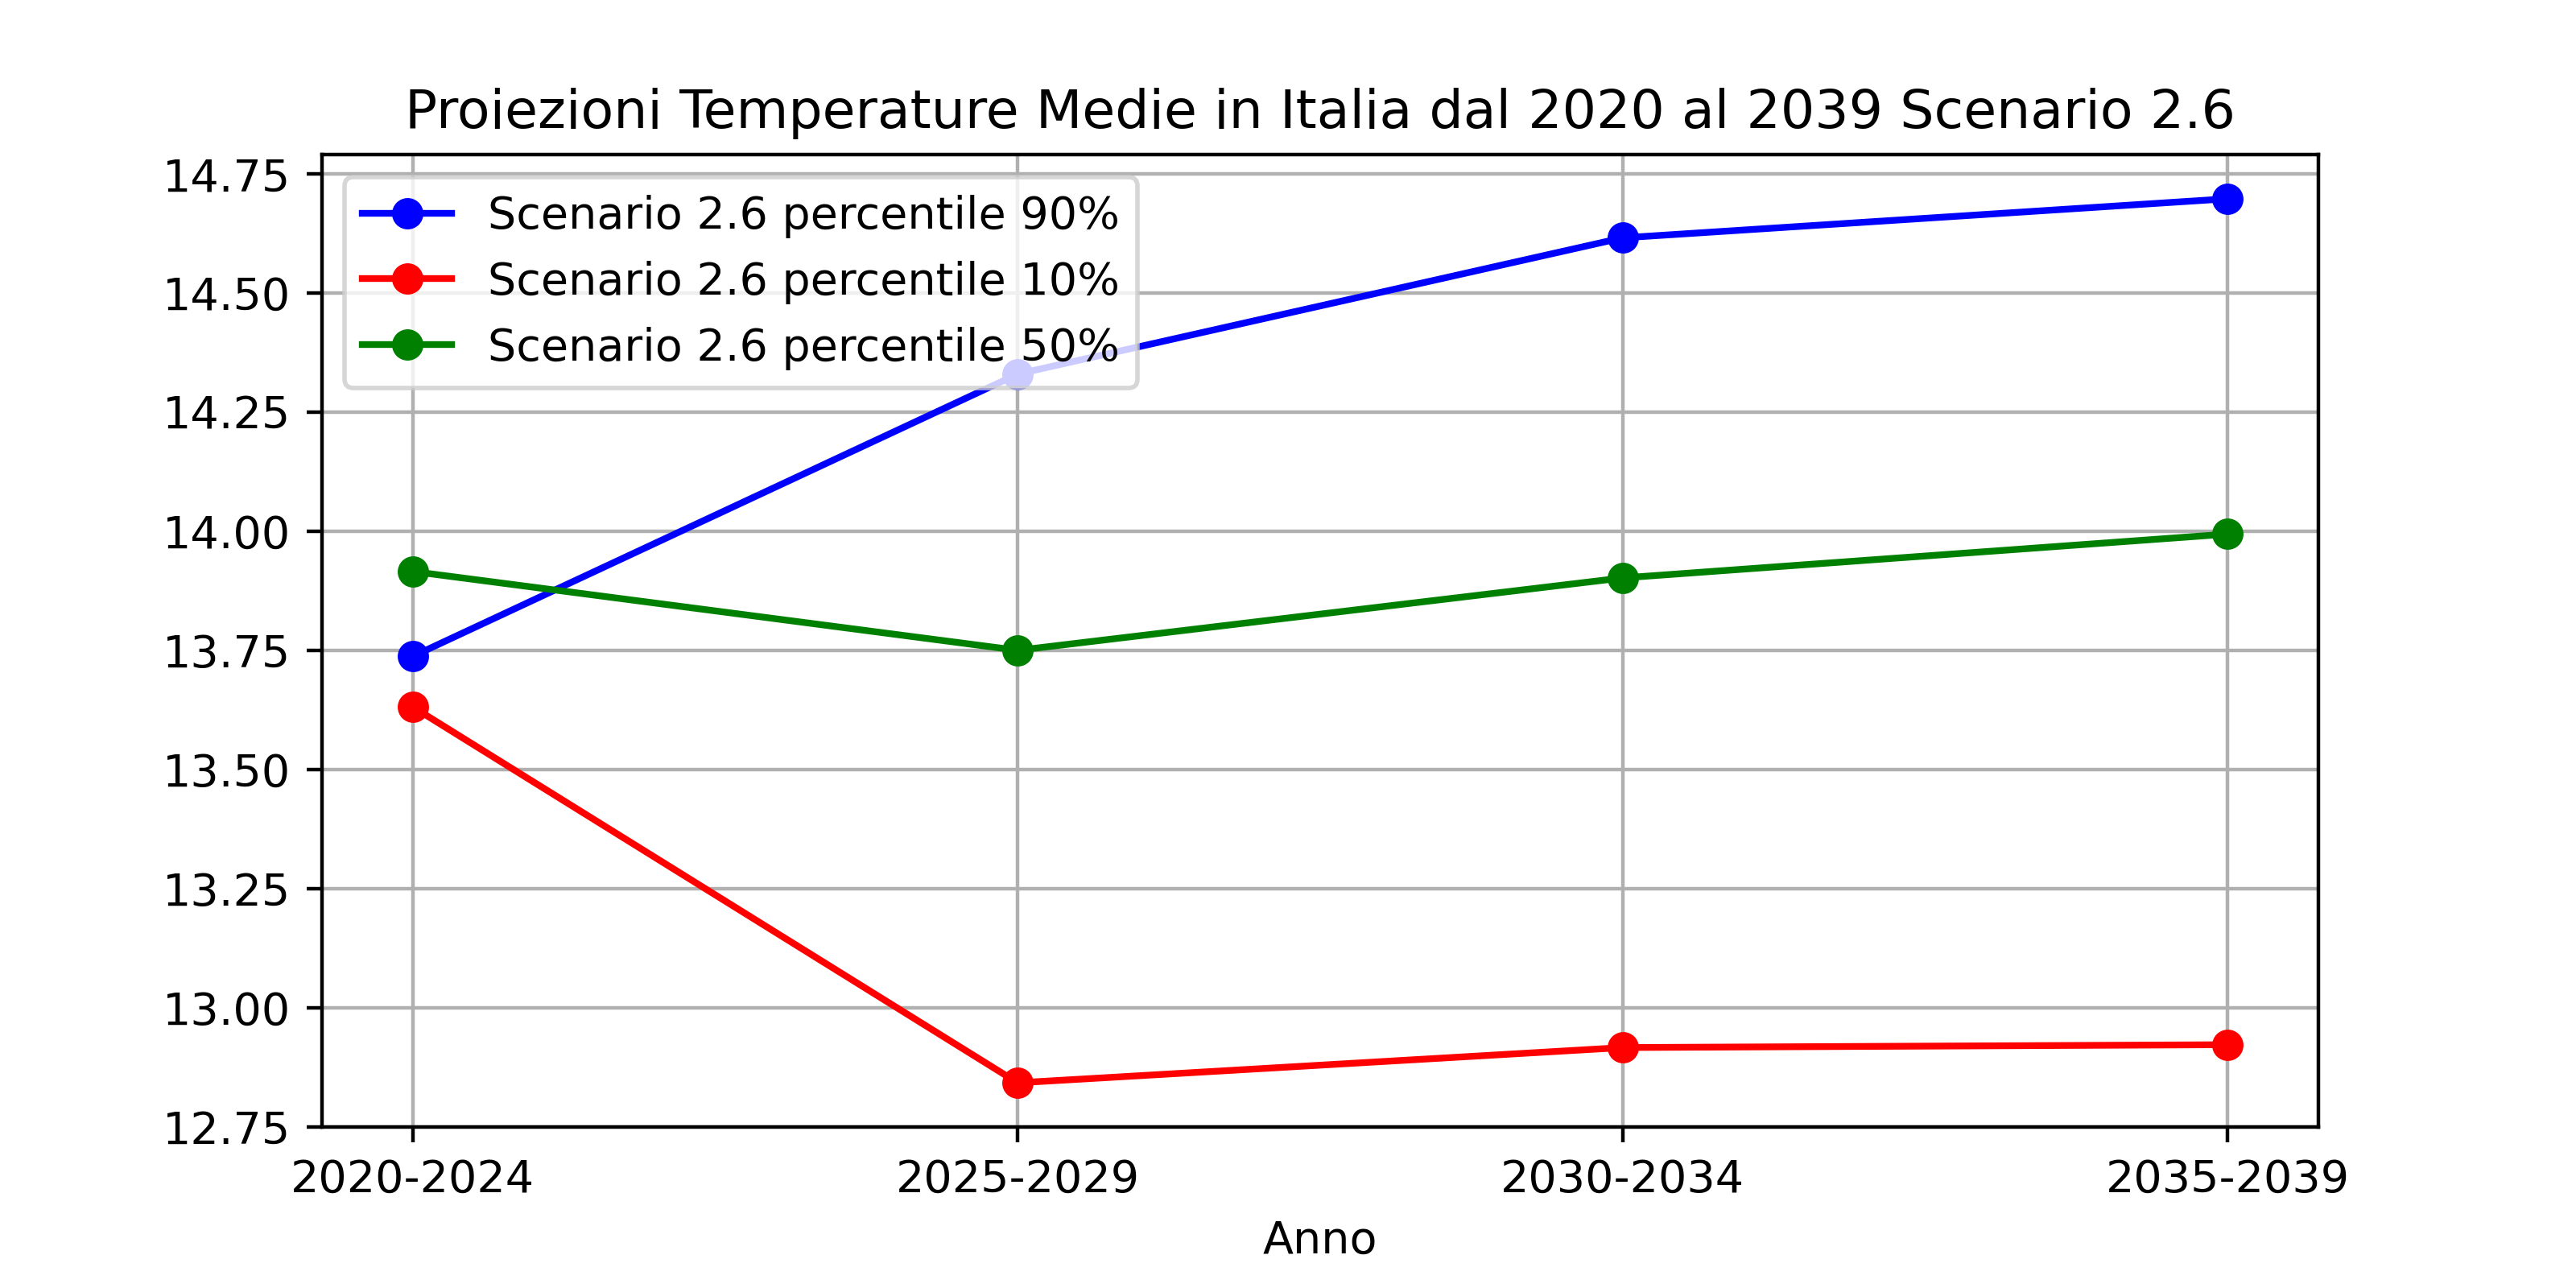 Proiezioni Temperature Medie in Italia dal 2020 al 2039 Scenario 2.6
14.75
14.50
14.25
14.00
13.75
13.50
13.25
13.00
12.75
Scenario 2.6 percentile 90%
Scenario 2.6 percentile 10%
Scenario 2.6 percentile 50%
2020-2024 2025-2029 2030-2034 2035-2039
Anno